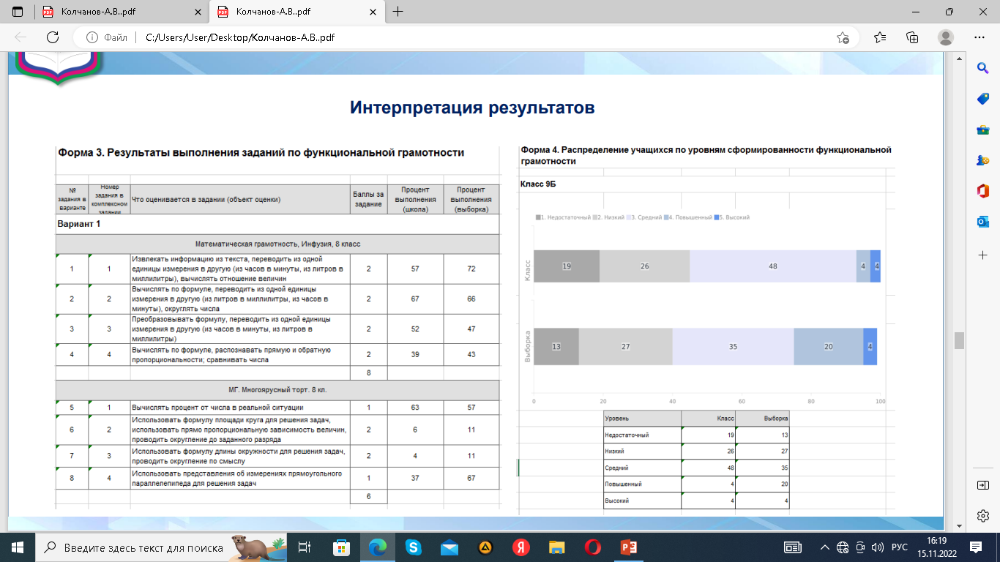 Колчанов-А.В..pdf
Колчанов-А.В..pdf
Файл
C:/Users/User/Desktop/Колчанов-А.В..pdf
Интерпретация результатов
Форма 3. Результаты выполнения заданий по функциональной грамотности
№ задания в варианте
Номер задания в комплексном задании
Что оценивается в задании (объект оценки)
Баллы за задание
Процент выполнения (школа)
Процент выполнения (выборка)
Вариант 1
Математическая грамотность, Инфузия, 8 класс
1 1 Извлекать информацию из текста, переводить из одной
единицы измерения в другую (из часов в минуты, из литров в
миллилитры), вычислять отношение величин 2 57 72
2 2 Вычислять по формуле, переводить из одной единицы
измерения в другую (из литров в миллилитры, из часов в
минуты), округлять числа 2 67 66
3 3 Преобразовывать формулу, переводить из одной единицы
измерения в другую (из часов в минуты, из литров в
миллилитры) 2 52 47
4 4 Вычислять по формуле, распознавать прямую и обратную
пропорциональности; сравнивать числа 2 39 43
8
МГ. Многоярусный торт. 8 кл.
5 1 Вычислять процент от числа в реальной ситуации 1 63 57
6 2 Использовать формулу площади круга для решения задач,
использовать прямо пропорциональную зависимость величин,
проводить округление до заданного разряда 2 6 11
7 3 Использовать формулу длины окружности для решения задач,
проводить округление по смыслу 2 4 11
8 4 Использовать представления об измерениях прямоугольного
параллелепипеда для решения задач 1 37 67
6
Форма 4. Распределение учащихся по уровням сформированности функциональной
грамотности
Класс 9Б
1. Недостаточный 2. Низкий 3. Средний 4. Повышенный 5. Высокий
Класс
19 26 48 4 4
Выборка
13 27 35 20 4
0 20 40 60 80 100
Уровень Класс Выборка
Недостаточный 19 13
Низкий 26 27
Средний 48 35
Повышенный 4 20
Высокий 4 4
Введите здесь текст для поиска
РУС
16:19
15.11.2022